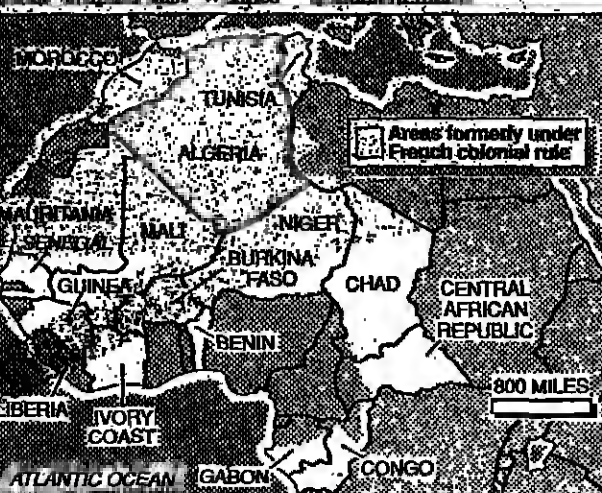 MOROCCO
TUNISIA
Areas formerly under
French colonial rule
ALGERIA
MAURITANIA
SENEGAL
MALI
NIGER
BURKINA
FASO
GUINEA
CHAD
CENTRAL
AFRICAN
REPUBLIC
BENIN
800 MILES
LIBERIA
IVORY
COAST
ATLANTIC OCEAN
GABON
CONGO